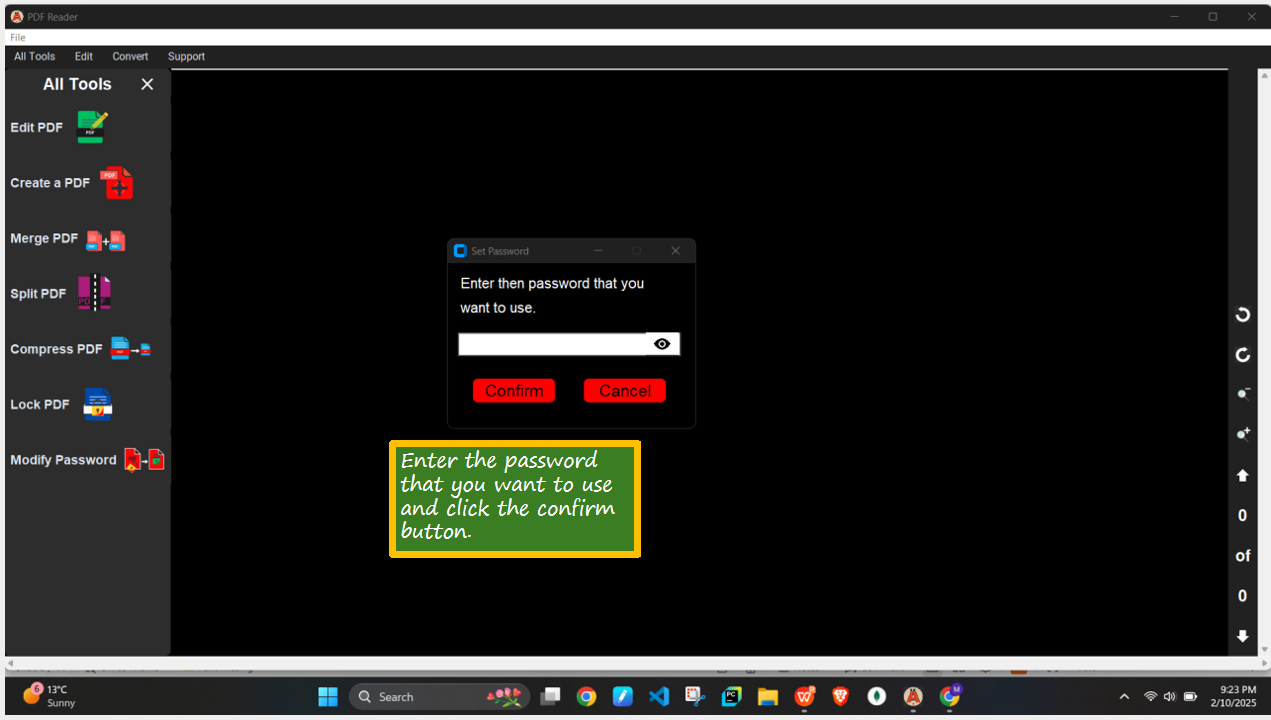 PDF Reader
File
All Tools Edit Convert Support
All Tools
Edit PDF
PDF
Create a PDF
PDF
Merge PDF
Split PDF
Compress PDF
Lock PDF
Modify Password
Set Password
Enter then password that you
want to use.
Confirm Cancel
Enter the password
that you want to use
and click the confirm
button.
0
of
0
6
13°C
Sunny
Search
PC
M
9:23 PM
2/10/2025